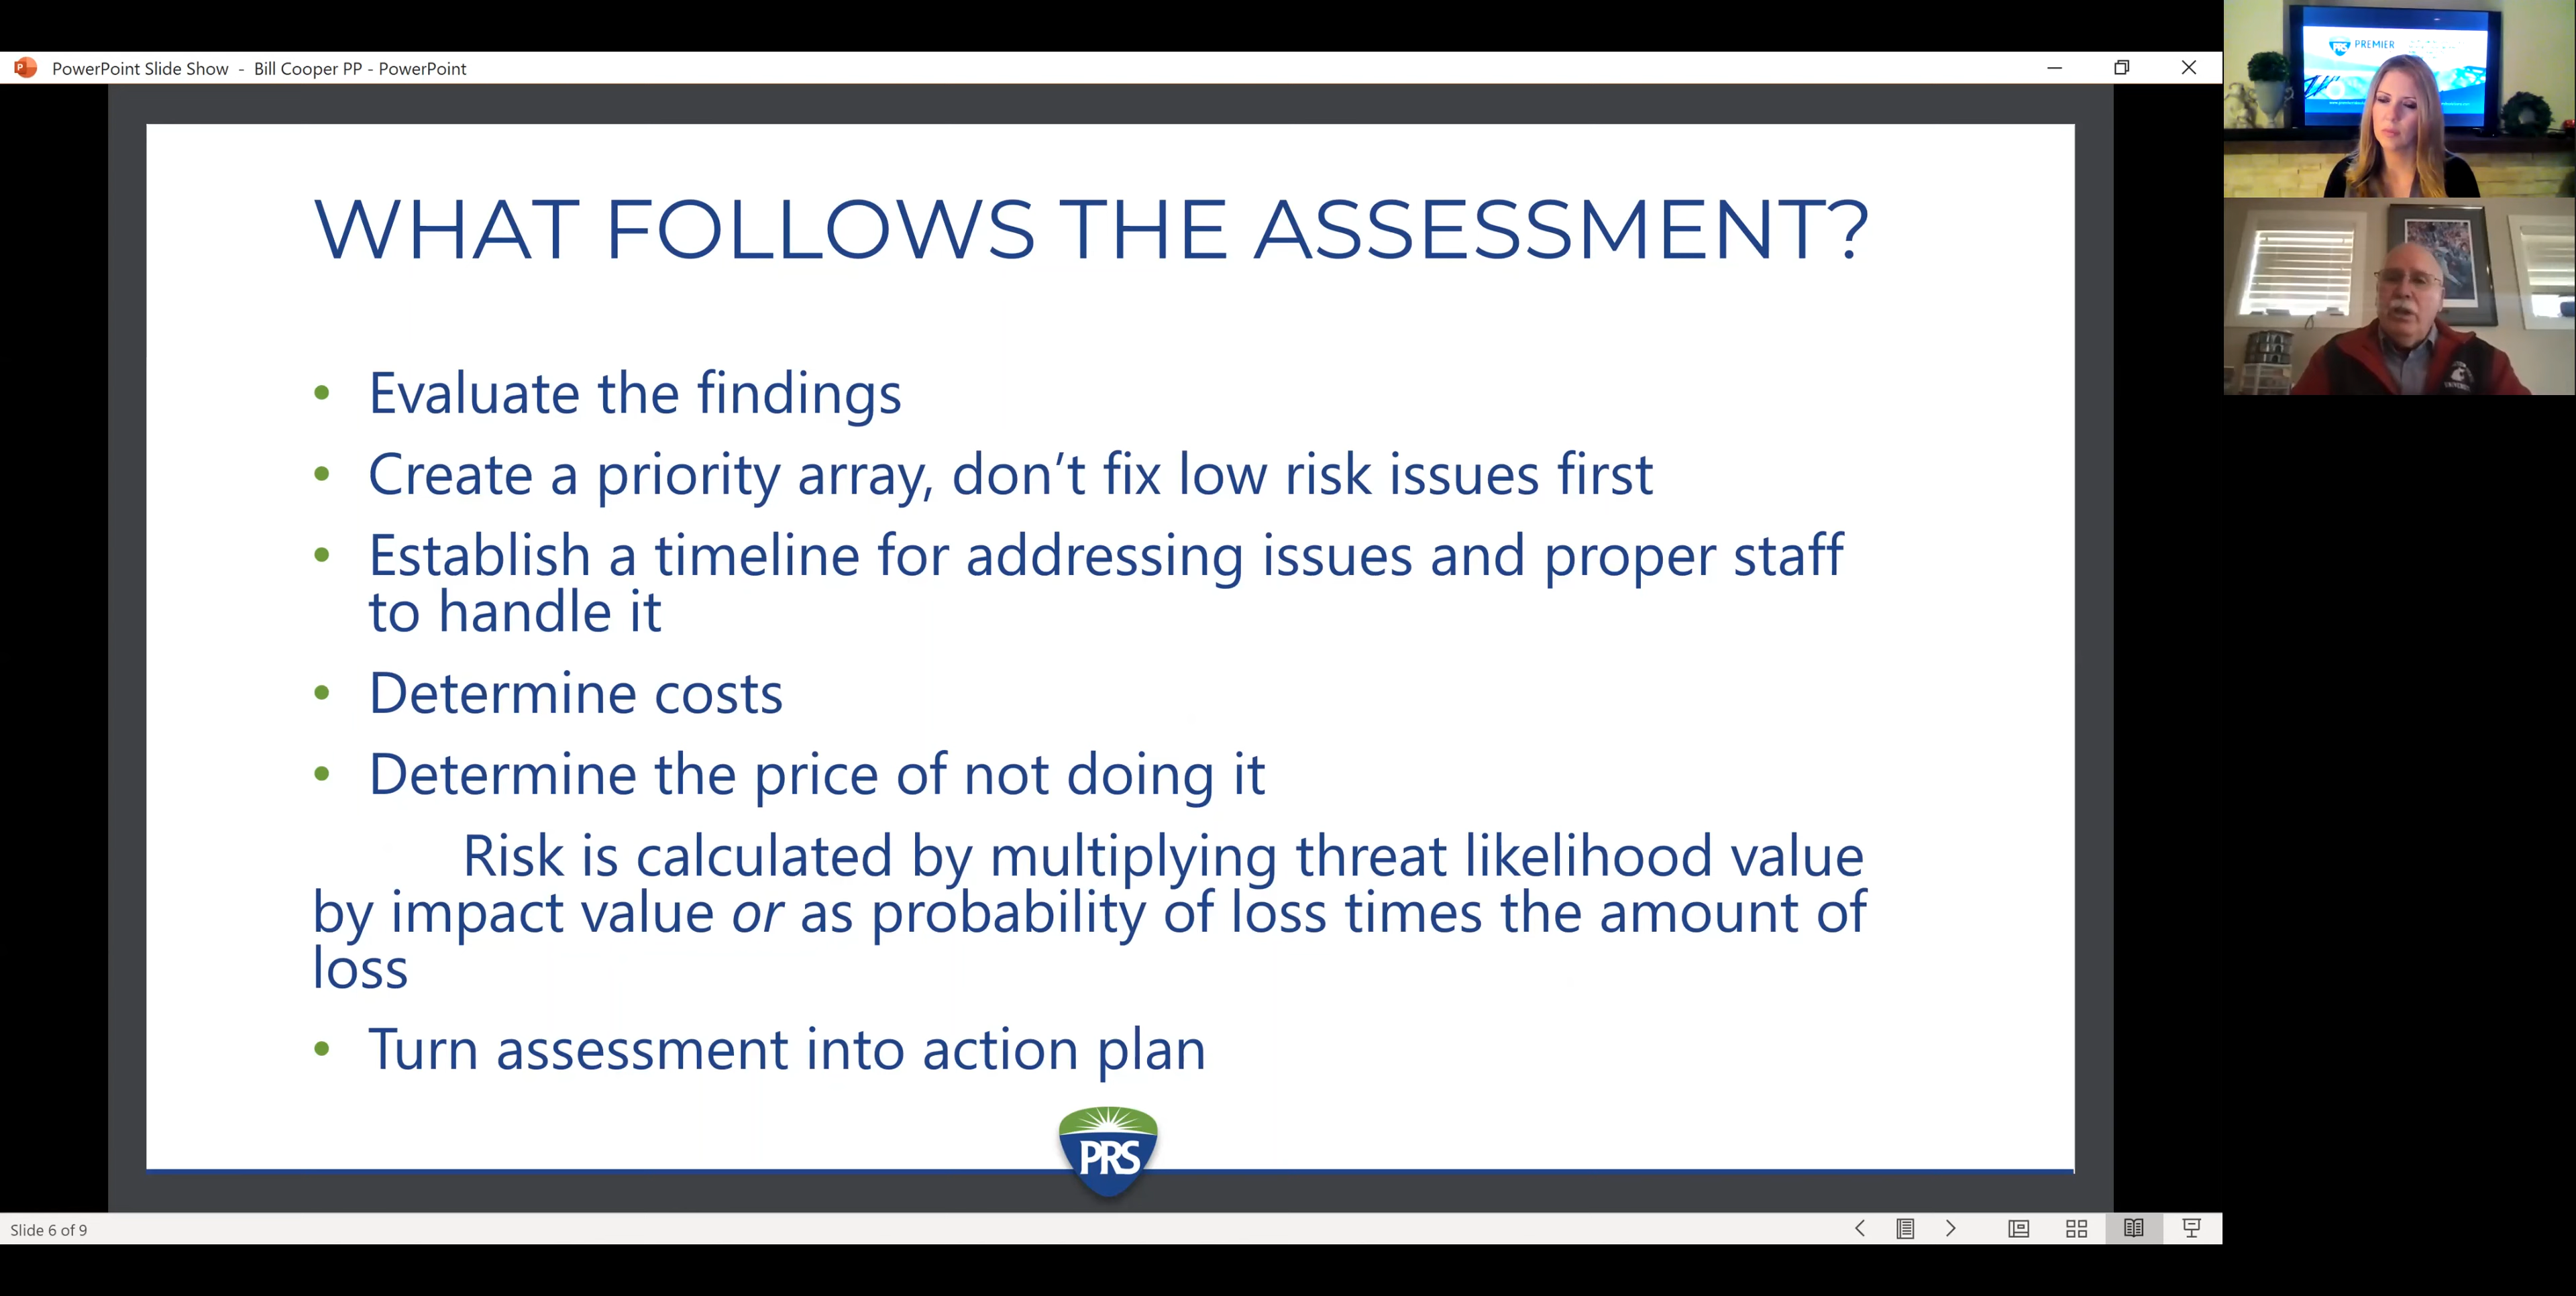 PowerPoint Slide Show - Bill Cooper PP - PowerPoint
WHAT FOLLOWS THE ASSESSMENT?
• Evaluate the findings
• Create a priority array, don’t fix low risk issues first
• Establish a timeline for addressing issues and proper staff
to handle it
• Determine costs
• Determine the price of not doing it
Risk is calculated by multiplying threat likelihood value
by impact value or as probability of loss times the amount of
loss
• Turn assessment into action plan
PRS
Slide 6 of 9
PRS PREMIER